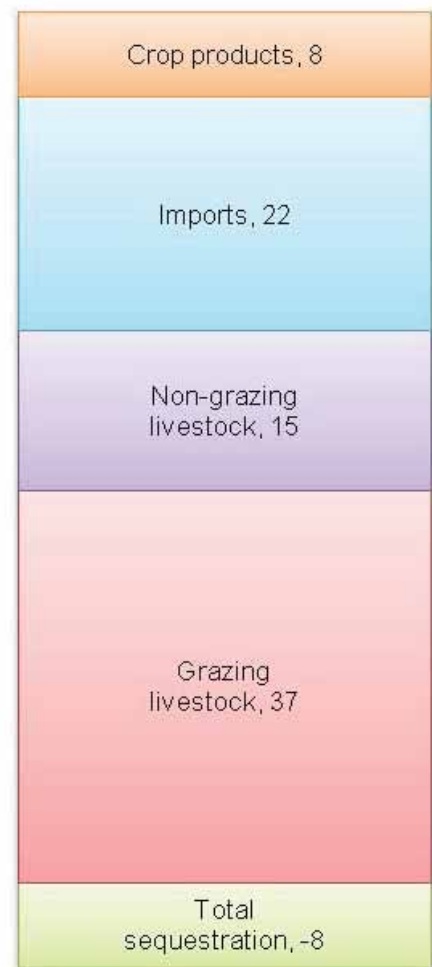 Crop products, 8
Imports, 22
Non-grazing
livestock, 15
Grazing
livestock, 37
Total
sequestration, -8